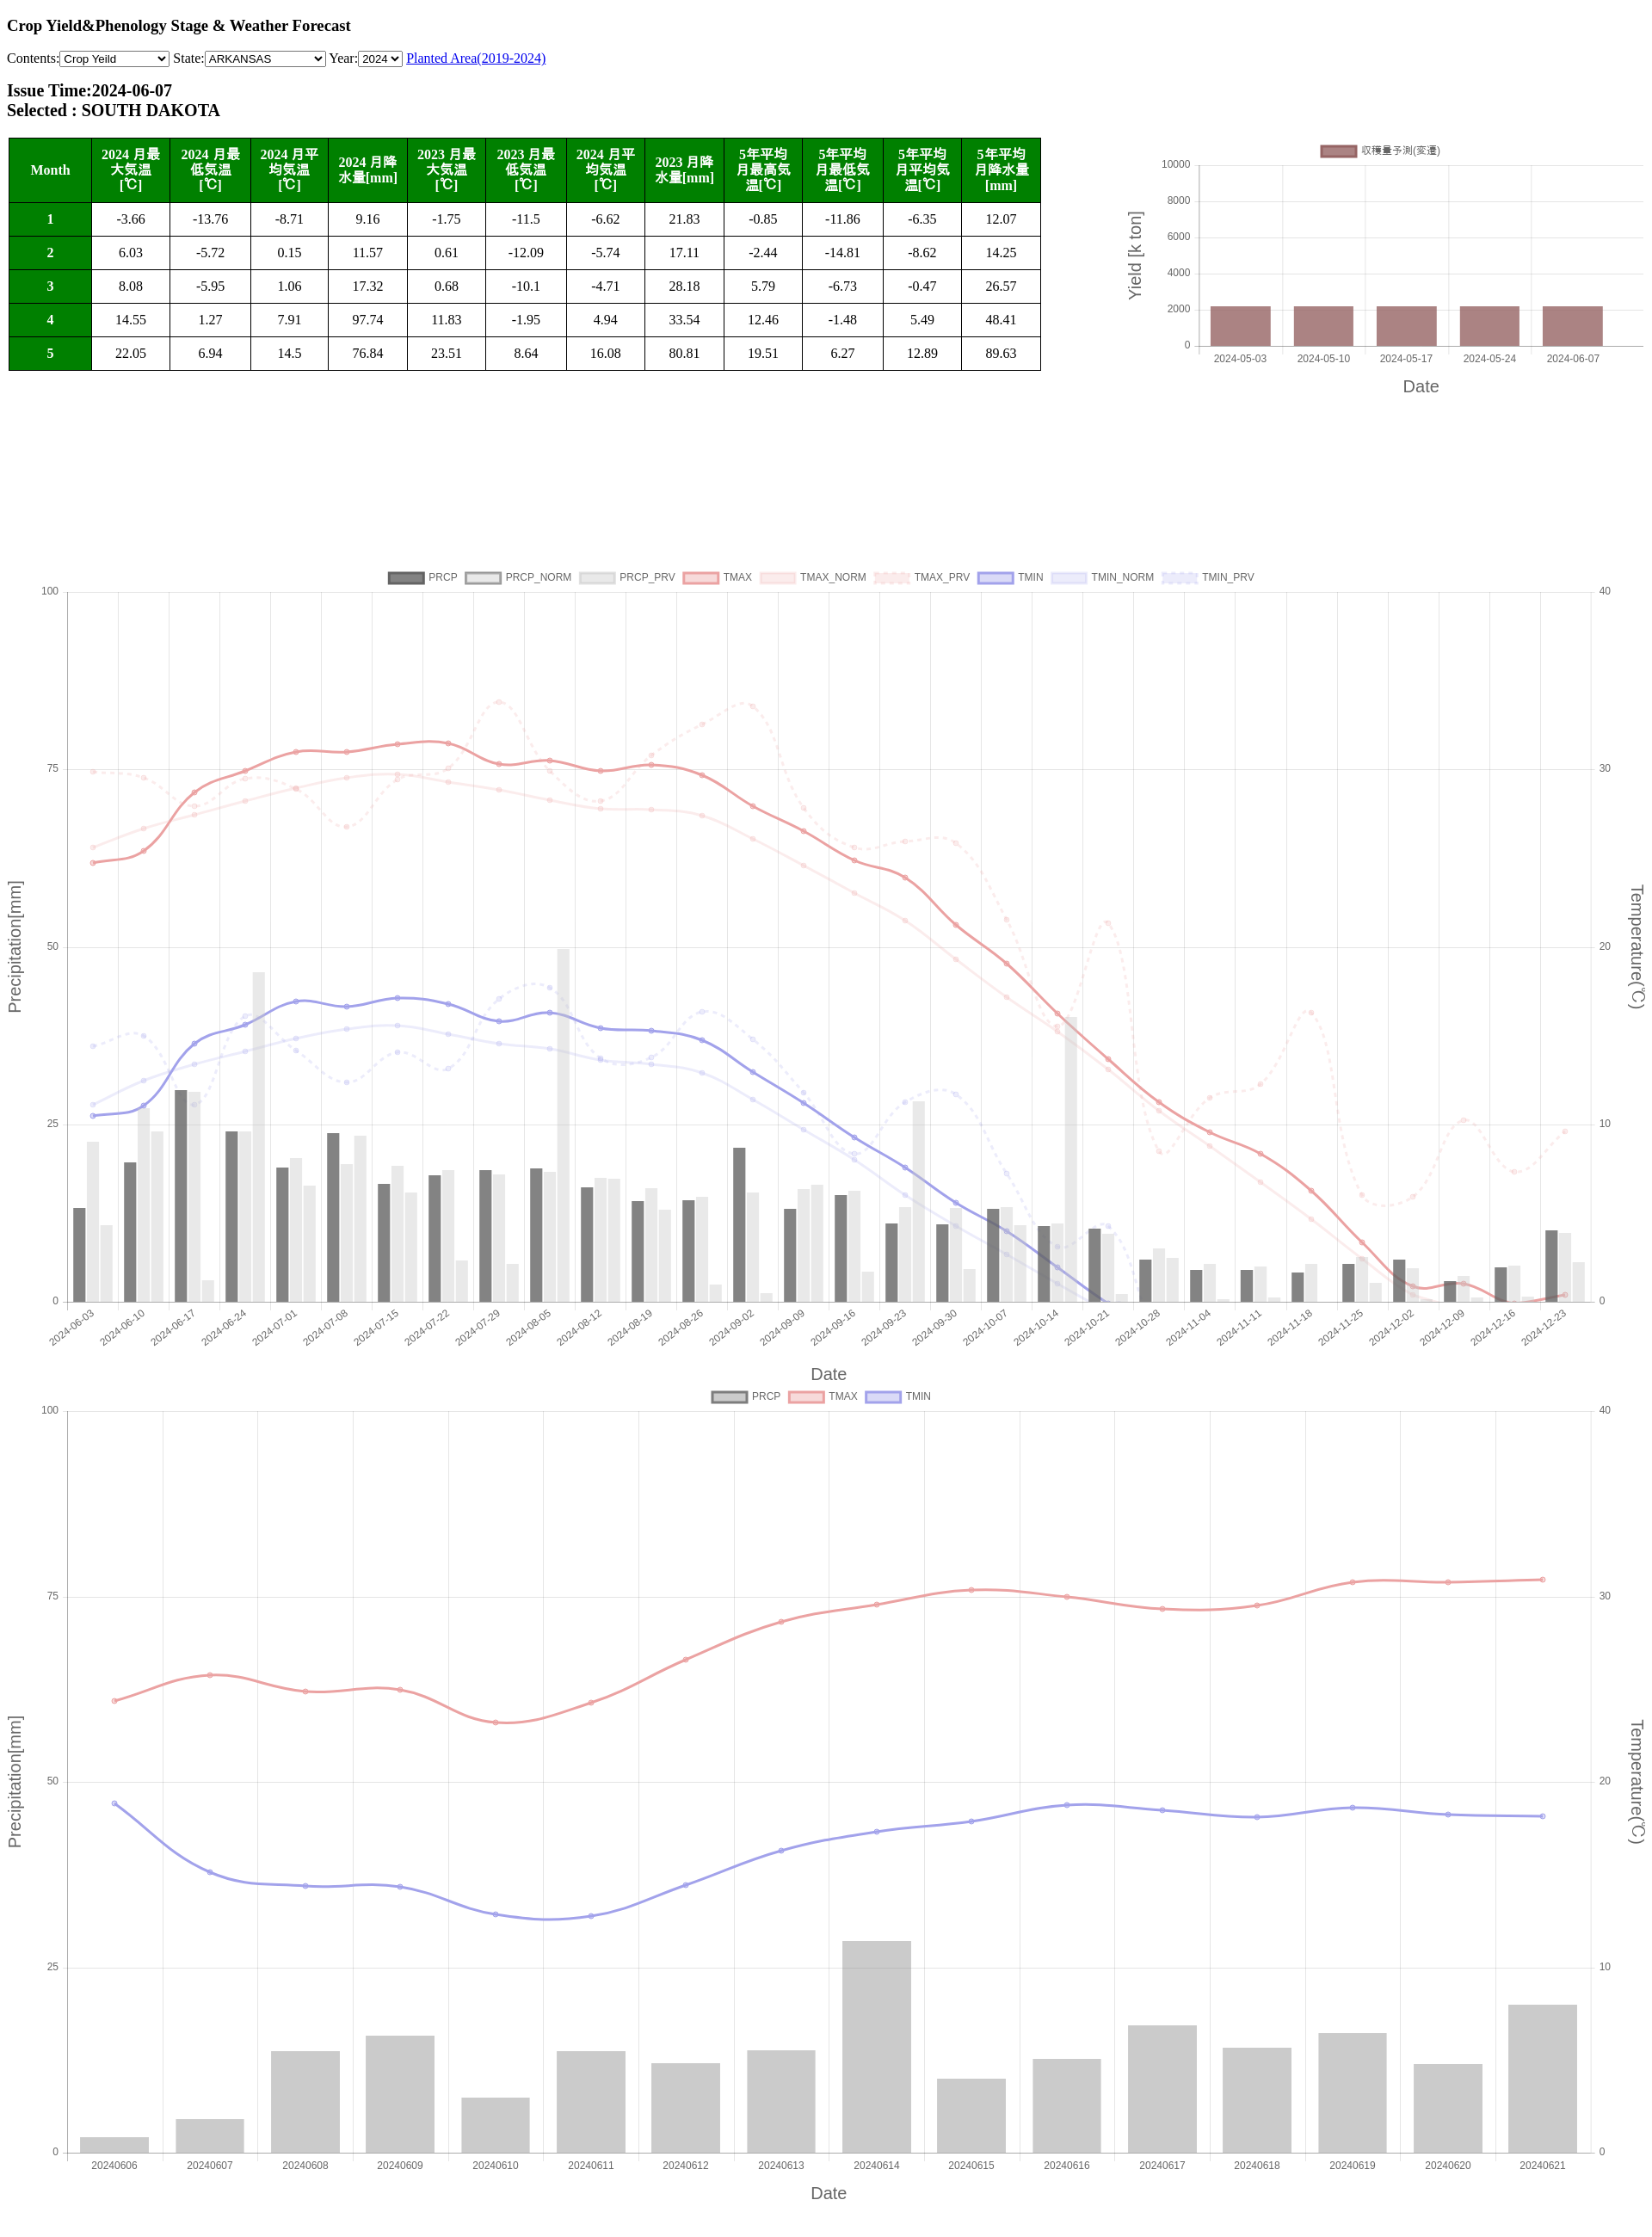 Crop Yield&Phenology Stage & Weather Forecast
Contents: Crop Yeild State: ARKANSAS Year: 2024 Planted Area(2019-2024)
Issue Time:2024-06-07
Selected : SOUTH DAKOTA
Month 2024 月最大気温[℃] 2024 月最低気温[℃] 2024 月平均気温[℃] 2024 月降水量[mm] 2023 月最大気温[℃] 2023 月最低気温[℃] 2024 月平均気温[℃] 2023 月降水量[mm] 5年平均月最高気温[℃] 5年平均月最低気温[℃] 5年平均月平均気温[℃] 5年平均月降水量[mm]
1 -3.66 -13.76 -8.71 9.16 -1.75 -11.5 -6.62 21.83 -0.85 -11.86 -6.35 12.07
2 6.03 -5.72 0.15 11.57 0.61 -12.09 -5.74 17.11 -2.44 -14.81 -8.62 14.25
3 8.08 -5.95 1.06 17.32 0.68 -10.1 -4.71 28.18 5.79 -6.73 -0.47 26.57
4 14.55 1.27 7.91 97.74 11.83 -1.95 4.94 33.54 12.46 -1.48 5.49 48.41
5 22.05 6.94 14.5 76.84 23.51 8.64 16.08 80.81 19.51 6.27 12.89 89.63
収穫量予測(変遷)
Yield [k ton]
10000
8000
6000
4000
2000
0
2024-05-03 2024-05-10 2024-05-17 2024-05-24 2024-06-07
Date
PRCP PRCP_NORM PRCP_PRV TMAX TMAX_NORM TMAX_PRV TMIN TMIN_NORM TMIN_PRV
Precipitation[mm]
100
75
50
25
0
40
30
20
10
0
Temperature(℃)
2024-06-03 2024-06-10 2024-06-17 2024-06-24 2024-07-01 2024-07-08 2024-07-15 2024-07-22 2024-07-29 2024-08-05 2024-08-12 2024-08-19 2024-08-26 2024-09-02 2024-09-09 2024-09-16 2024-09-23 2024-09-30 2024-10-07 2024-10-14 2024-10-21 2024-10-28 2024-11-04 2024-11-11 2024-11-18 2024-11-25 2024-12-02 2024-12-09 2024-12-16 2024-12-23
Date
PRCP TMAX TMIN
Precipitation[mm]
100
75
50
25
0
40
30
20
10
0
Temperature(℃)
20240606 20240607 20240608 20240609 20240610 20240611 20240612 20240613 20240614 20240615 20240616 20240617 20240618 20240619 20240620 20240621
Date